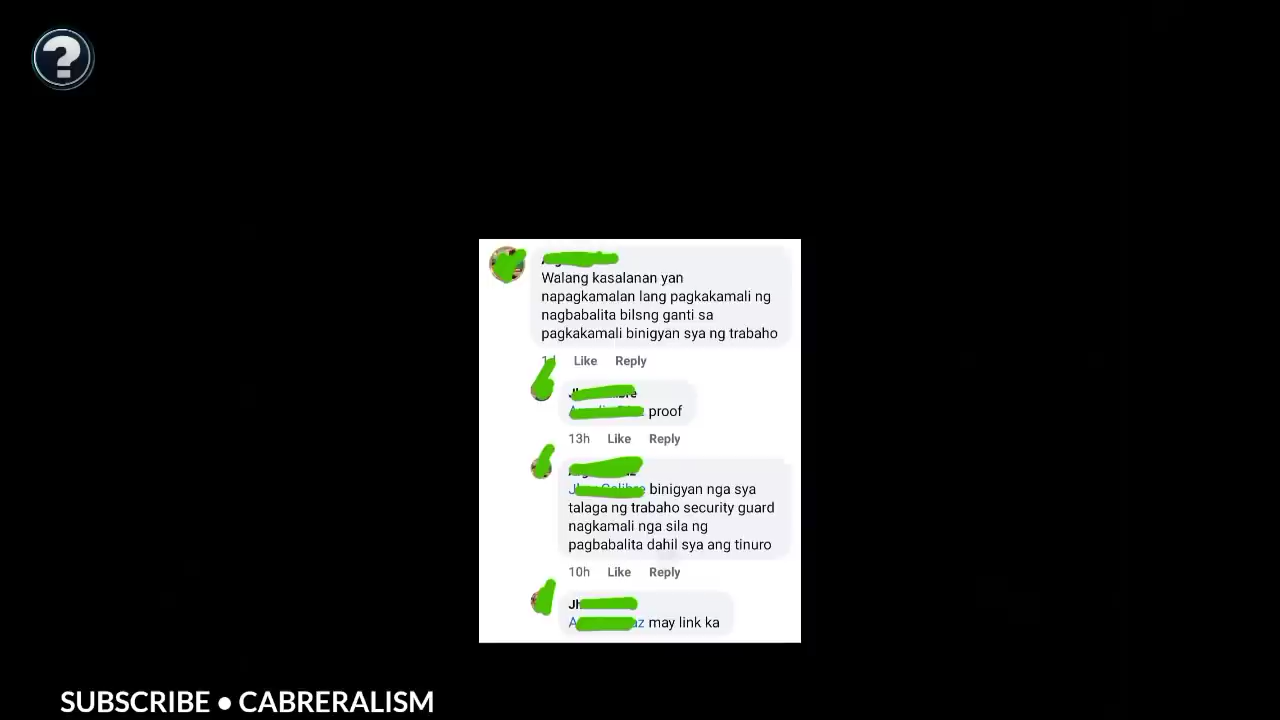 ?
Walang kasalanan yan
napagkamalan lang pagkakamali ng
nagbabalita bilsng ganti sa
pagkakamali binigyan sya ng trabaho
Like Reply
proof
13h Like Reply
binigyan nga sya
talaga ng trabaho security guard
nagkamali nga sila ng
pagbabalita dahil sya ang tinuro
10h Like Reply
may link ka
SUBSCRIBE ● CABRERALISM